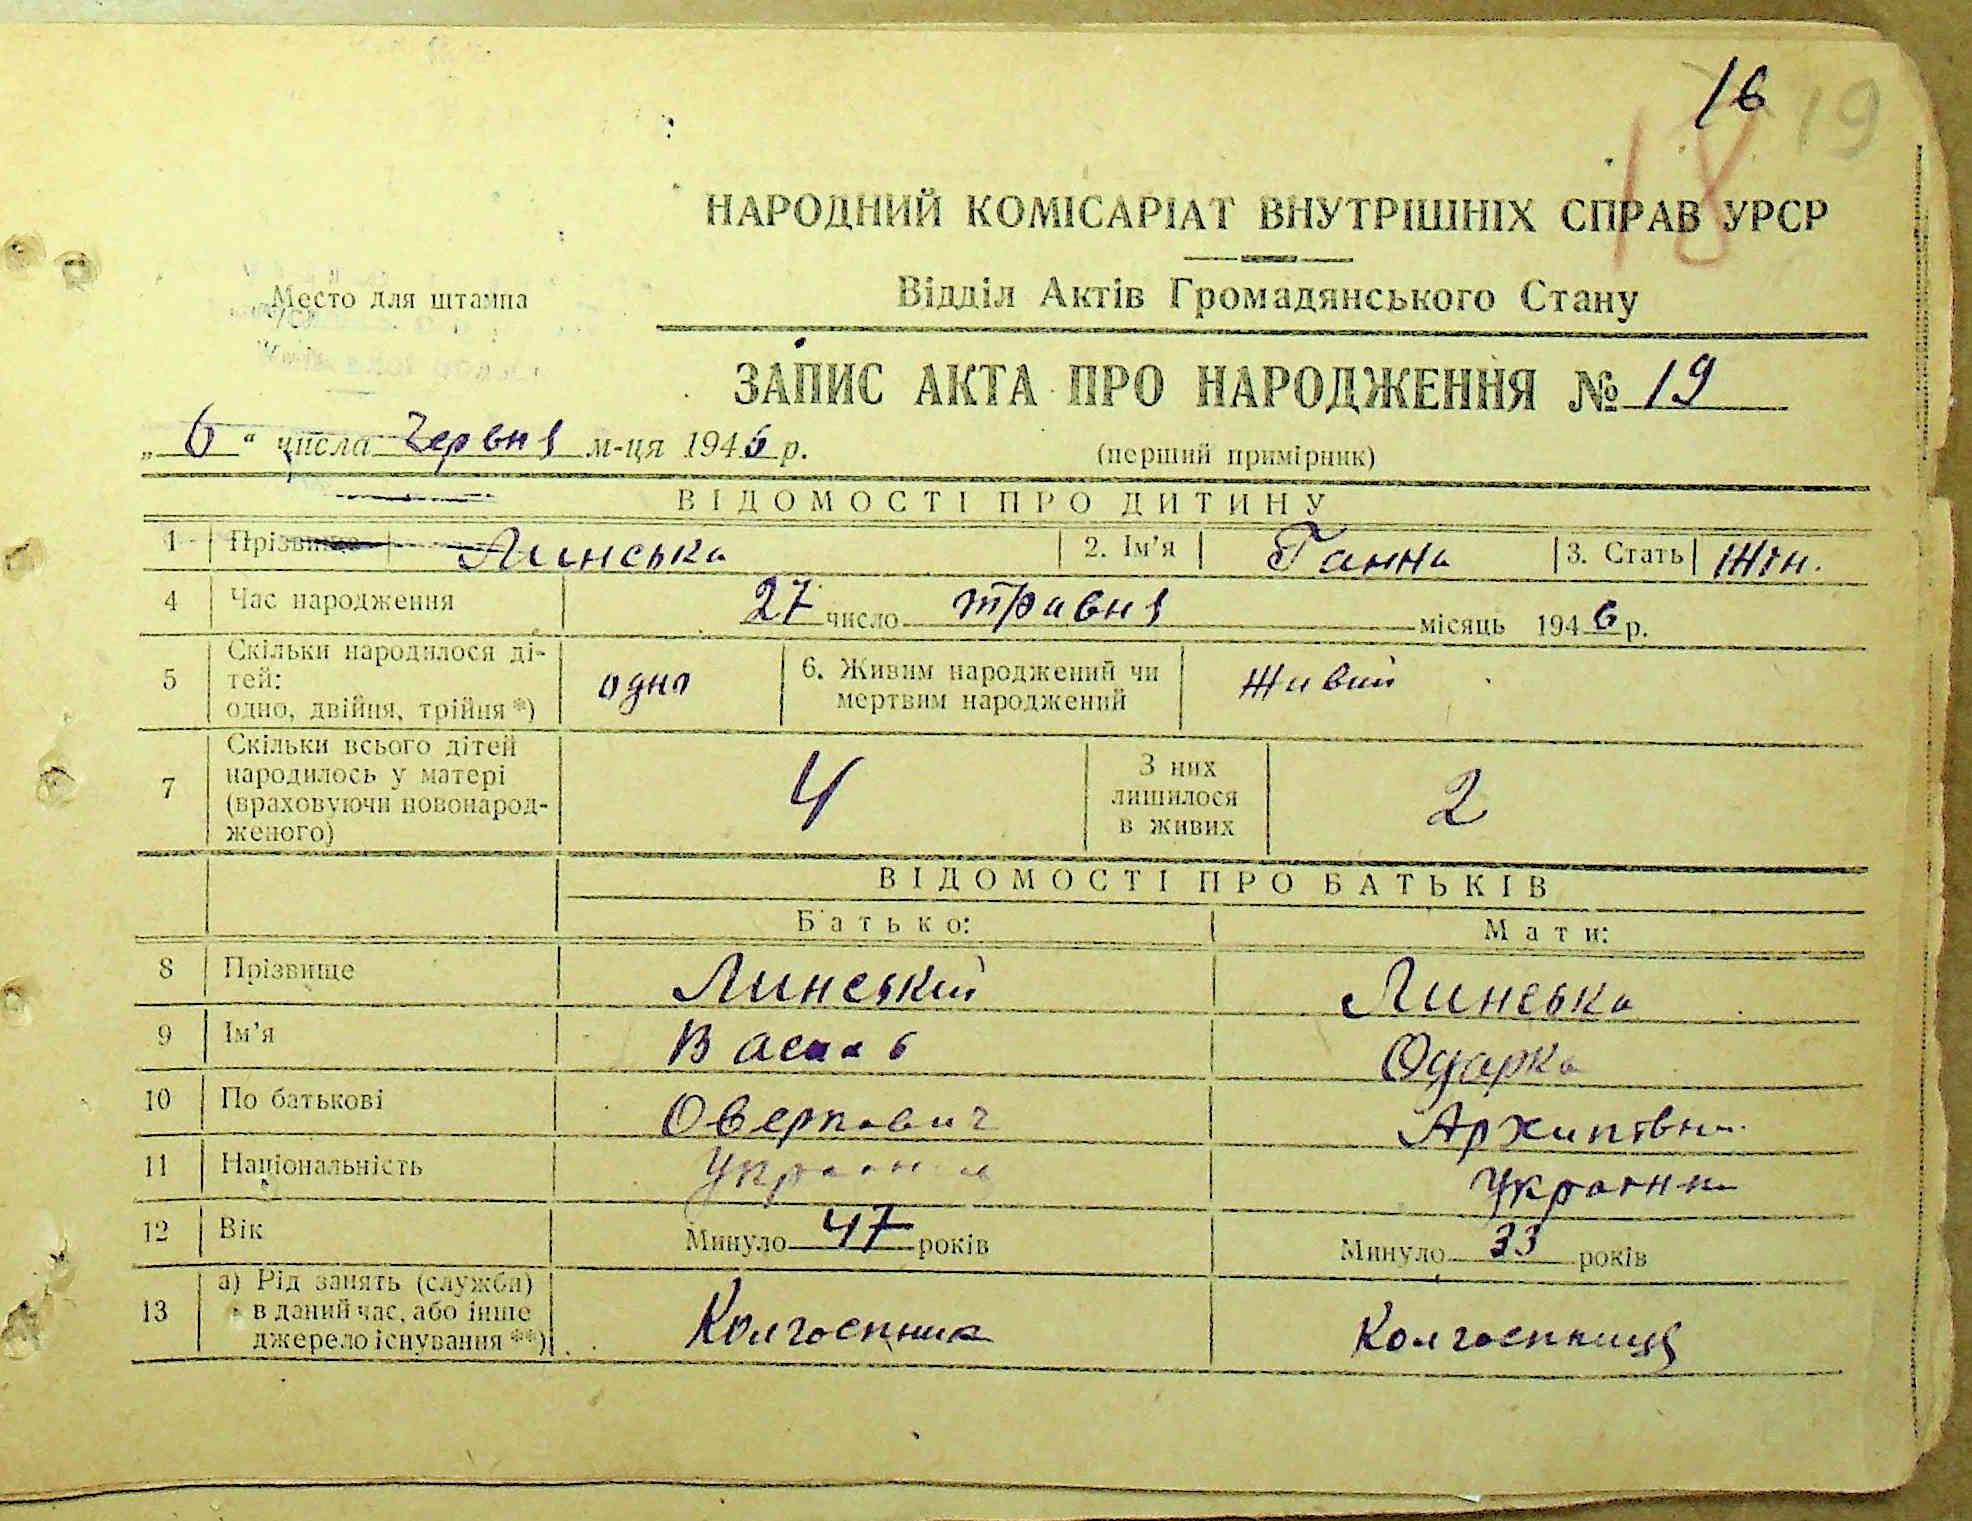 16
18 19
НАРОДНИЙ КОМІСАРІАТ ВНУТРІШНІХ СПРАВ УРСР
Место для штампа
Відділ Актів Громадянського Стану
ЗАПИС АКТА ПРО НАРОДЖЕННЯ № 19
„ 6 “ числа Червня м-ця 1946 р. (перший примірник)
ВІДОМОСТІ ПРО ДИТИНУ
1 Прізвище Линська 2. Ім’я Ганна 3. Стать жін.
4 Час народження 27 число травня місяць 1946 р.
5 Скільки народилося ді-
тей:
одно, двійня, трійня *) одна 6. Живим народжений чи
мертвим народжений живий
7 Скільки всього дітей
народилось у матері
(враховуючи новонарод-
женого) 4 З них
лишилося
в живих 2
ВІДОМОСТІ ПРО БАТЬКІВ
Батько: Мати:
8 Прізвище Линський Линська
9 Ім’я Василь Одарка
10 По батькові Оверкович Архипівна
11 Національність Українка
12 Вік Минуло 47 років Минуло 33 років
13 а) Рід занять (служби)
в даний час, або інше
джерело існування **) Колгоспник Колгоспниця